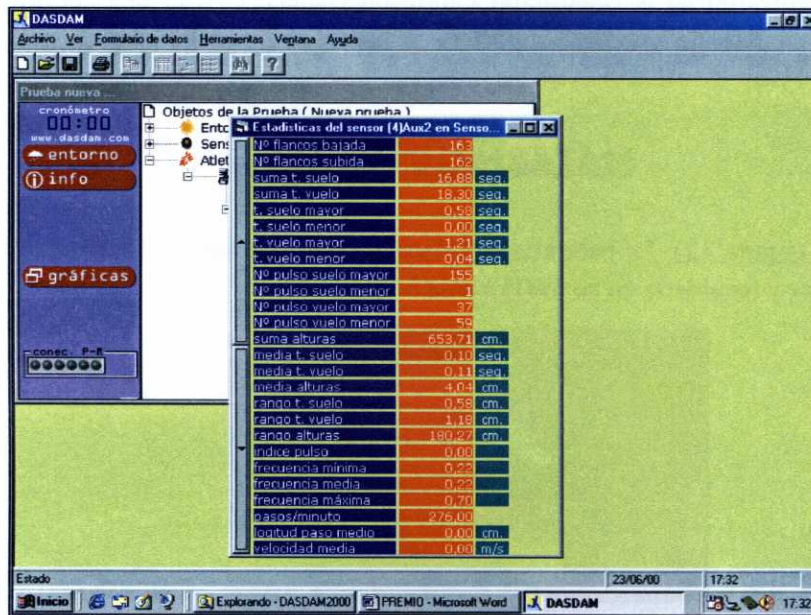 DASDAM
Archivo Ver Formulario de datos Herramientas Ventana Ayuda
Prueba nueva ...
cronómetro
00:00
www.dasdam.com
entorno
info
gráficas
conec. P-M
Objetos de la Prueba ( Nueva prueba )
Ento
Sens
Atlet
Estadísticas del sensor (4)Aux2 en Senso...
Nº flancos bajada 163
Nº flancos subida 162
suma t. suelo 16,88 seg.
suma t. vuelo 18,30 seg.
t. suelo mayor 0,58 seg.
t. suelo menor 0,00 seg.
t. vuelo mayor 1,21 seg.
t. vuelo menor 0,04 seg.
Nº pulso suelo mayor 155
Nº pulso suelo menor 1
Nº pulso vuelo mayor 37
Nº pulso vuelo menor 59
suma alturas 653,71 cm.
media t. suelo 0,10 seg.
media t. vuelo 0,11 seg.
media alturas 4,04 cm.
rango t. suelo 0,58 cm.
rango t. vuelo 1,18 cm.
rango alturas 180,27 cm.
indice pulso 0,00
frecuencia mínima 0,22
frecuencia media 0,22
frecuencia máxima 0,70
pasos/minuto 276,00
logitud paso medio 0,00 cm.
velocidad media 0,00 m/s
Estado 23/06/00 17:32
Inicio Explorando - DASDAM2000 PREMIO - Microsoft Word DASDAM 17:32